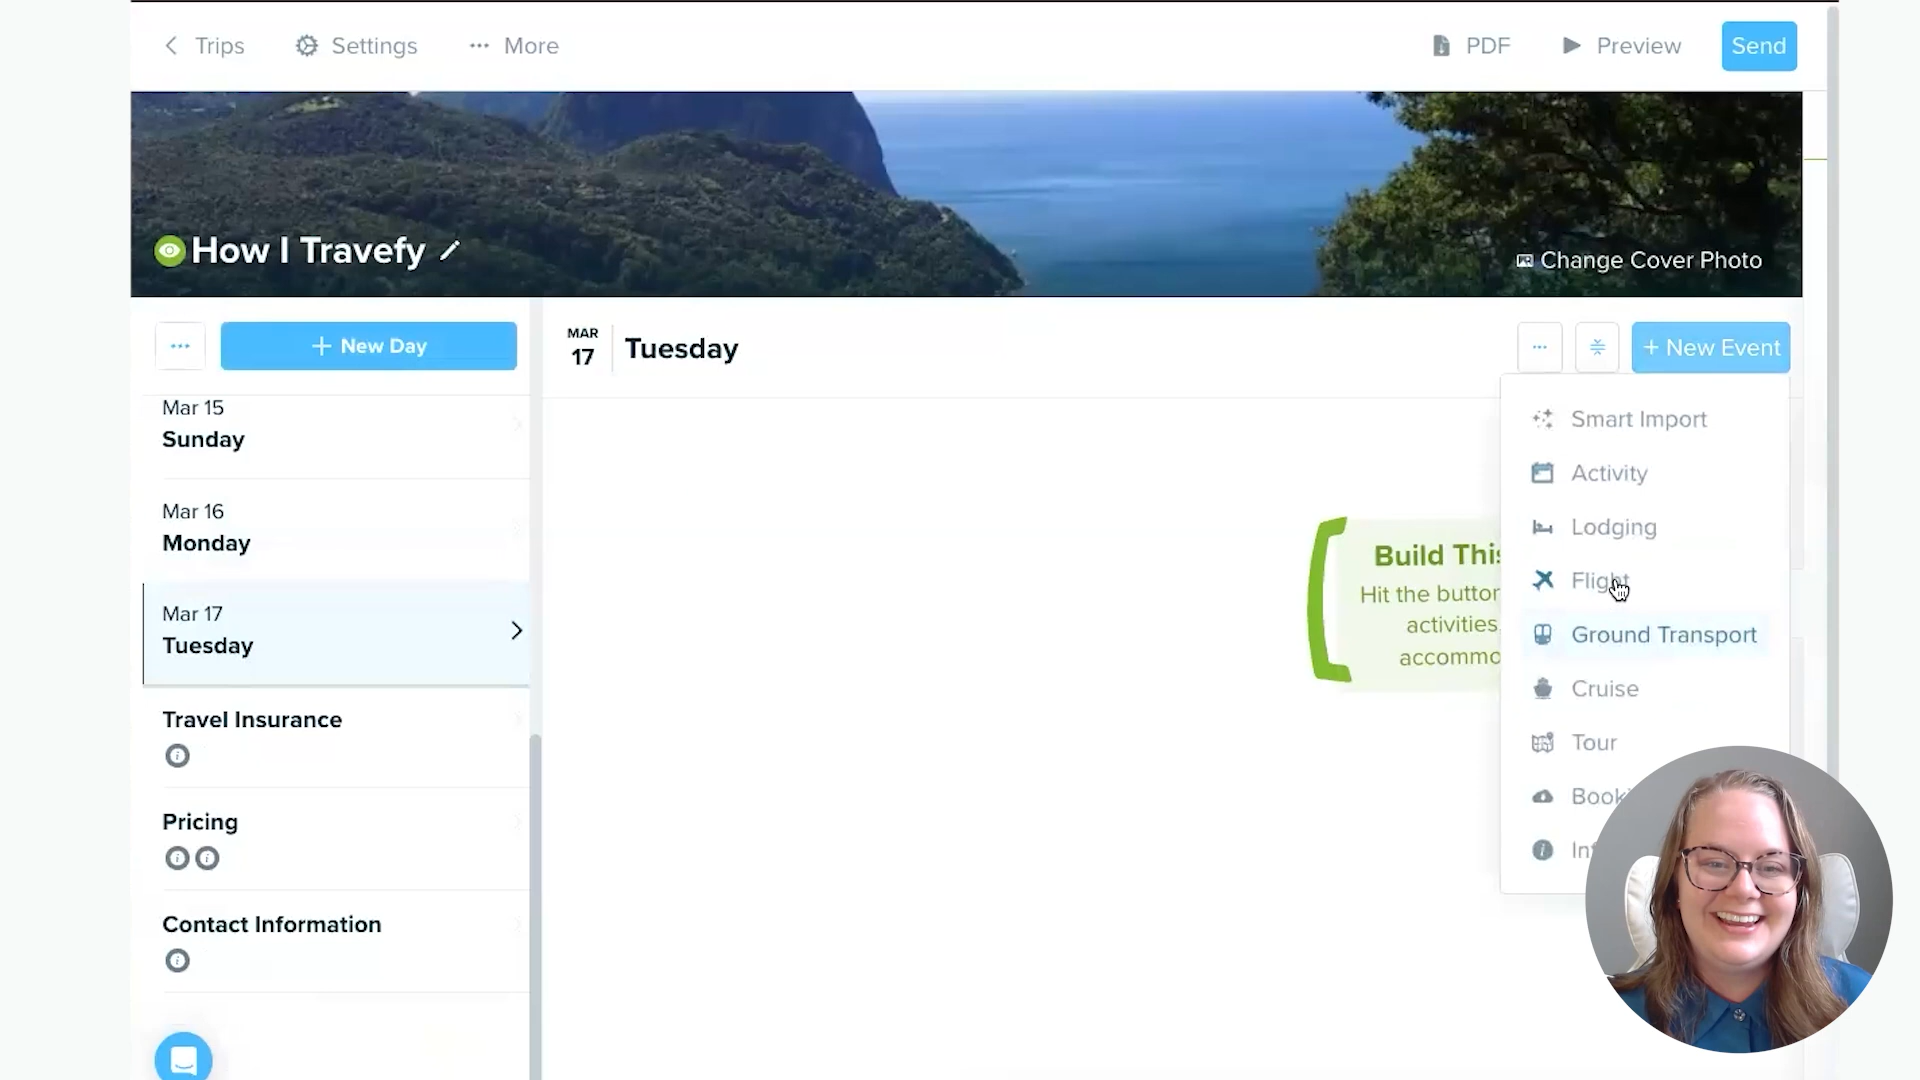 Trips
Settings
More
PDF
Preview
Send
How I Travefy
Change Cover Photo
+ New Day
Mar 15
Sunday
Mar 16
Monday
Mar 17
Tuesday
Travel Insurance
Pricing
Contact Information
MAR
17
Tuesday
+ New Event
Smart Import
Activity
Lodging
Flight
Ground Transport
Cruise
Tour
Build This
Hit the button
activities,